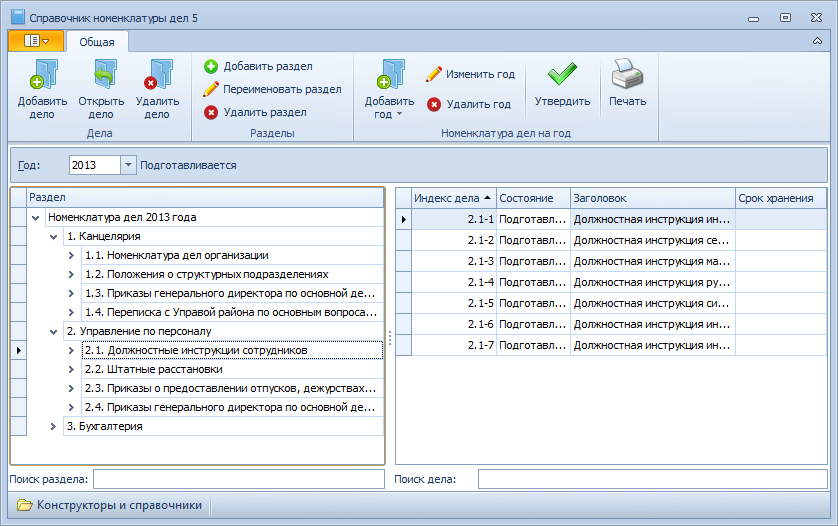 Справочник номенклатуры дел 5
Общая
Добавить дело
Открыть дело
Удалить дело
Дела
Добавить раздел
Переименовать раздел
Удалить раздел
Разделы
Добавить год
Изменить год
Удалить год
Утвердить
Номенклатура дел на год
Печать
Год: 2013 Подготавливается
Раздел
Номенклатура дел 2013 года
1. Канцелярия
1.1. Номенклатура дел организации
1.2. Положения о структурных подразделениях
1.3. Приказы генерального директора по основной де...
1.4. Переписка с Управой района по основным вопроса...
2. Управление по персоналу
2.1. Должностные инструкции сотрудников
2.2. Штатные расстановки
2.3. Приказы о предоставлении отпусков, дежурствах...
2.4. Приказы генерального директора по основной де...
3. Бухгалтерия
Индекс дела Состояние Заголовок Срок хранения
2.1-1 Подготавл... Должностная инструкция ин...
2.1-2 Подготавл... Должностная инструкция се...
2.1-3 Подготавл... Должностная инструкция ма...
2.1-4 Подготавл... Должностная инструкция ру...
2.1-5 Подготавл... Должностная инструкция си...
2.1-6 Подготавл... Должностная инструкция ин...
2.1-7 Подготавл... Должностная инструкция ин...
Поиск раздела:
Поиск дела:
Конструкторы и справочники